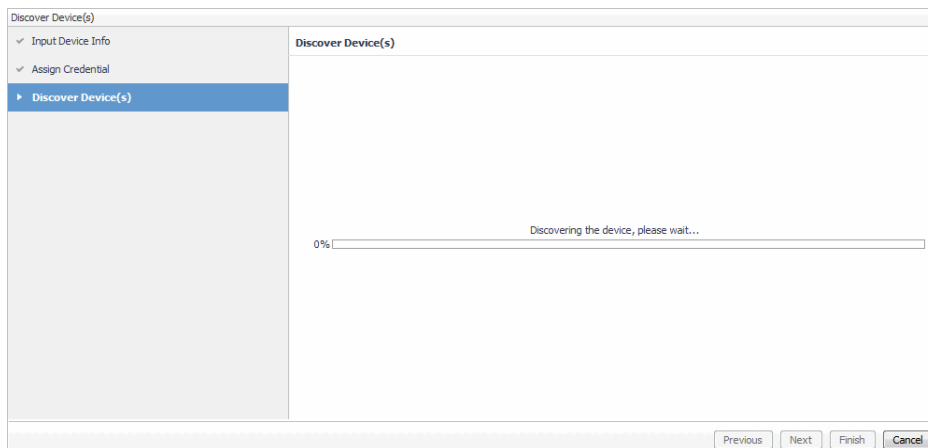 Discover Device(s)
Input Device Info
Assign Credential
Discover Device(s)
Discover Device(s)
Discovering the device, please wait...
0%
Previous
Next
Finish
Cancel